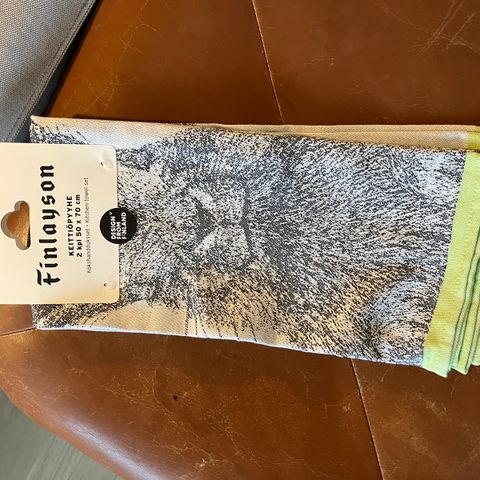 Finlayson
KEITTIÖPYYHE
2 kpl 50 x 70 cm
Kökshandduksset • Kitchen towel set
DESIGN
FROM
FINLAND